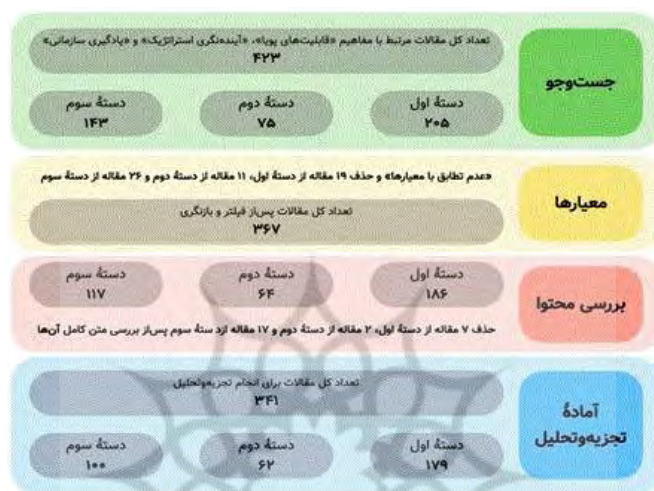 جست‌وجو
تعداد کل مقالات مرتبط با مفاهیم «قابلیت‌های پویا»، «آینده‌نگری استراتژیک» و «یادگیری سازمانی»
۴۲۳
دستهٔ اول
۲۰۵
دستهٔ دوم
۷۵
دستهٔ سوم
۱۴۳
معیارها
«عدم تطابق با معیارها» و حذف ۱۹ مقاله از دستهٔ اول، ۱۱ مقاله از دستهٔ دوم و ۲۶ مقاله از دستهٔ سوم
تعداد کل مقالات پس‌از فیلتر و بازنگری
۳۶۷
بررسی محتوا
دستهٔ اول
۱۸۶
دستهٔ دوم
۶۴
دستهٔ سوم
۱۱۷
حذف ۷ مقاله از دستهٔ اول، ۲ مقاله از دستهٔ دوم و ۱۷ مقاله ازد ستهٔ سوم پس‌از بررسی متن کامل آن‌ها
آمادهٔ
تجزیه‌وتحلیل
تعداد کل مقالات برای انجام تجزیه‌وتحلیل
۳۴۱
دستهٔ اول
۱۷۹
دستهٔ دوم
۶۲
دستهٔ سوم
۱۰۰